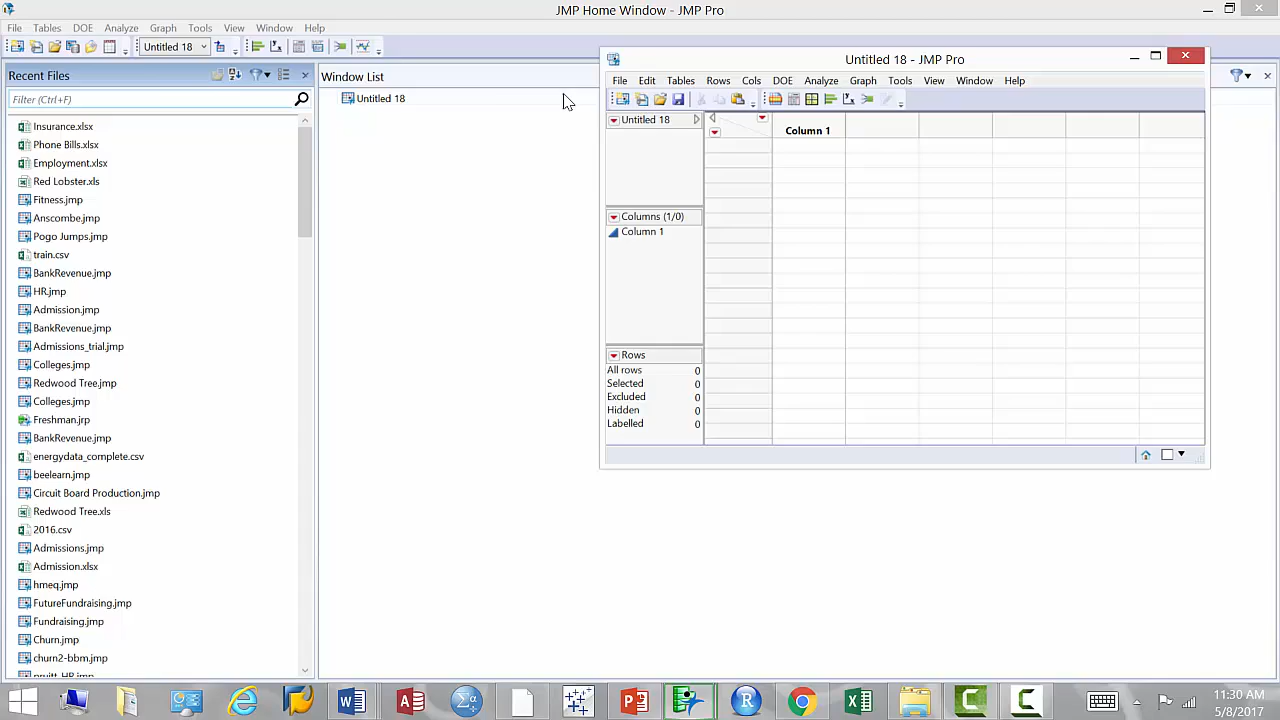 JMP Home Window - JMP Pro
File Tables DOE Analyze Graph Tools View Window Help
Untitled 18
Recent Files
Filter (Ctrl+F)
Insurance.xlsx
Phone Bills.xsx
Employment.xlsx
Red Lobster.xls
Fitness.jmp
Anscombe.jmp
Pogo Jumps.jmp
train.csv
BankRevenue.jmp
HR.jmp
Admission.jmp
BankRevenue.jmp
Admissions_trial.jmp
Colleges.jmp
Redwood Tree.jmp
Colleges.jmp
Freshman.jrp
BankRevenue.jmp
energydata_complete.csv
beelearn.jmp
Circuit Board Production.jmp
Redwood Tree.xls
2016.csv
Admissions.jmp
Admission.xlsx
hmeq.jmp
FutureFundraising.jmp
Fundraising.jmp
Churn.jmp
churn2-bbm.jmp
pruitt_HR.jmp
Window List
Untitled 18
Untitled 18 - JMP Pro
File Edit Tables Rows Cols DOE Analyze Graph Tools View Window Help
Untitled 18
Column 1
Columns (1/0)
Column 1
Rows
All rows 0
Selected 0
Excluded 0
Hidden 0
Labelled 0
11:30 AM
5/8/2017